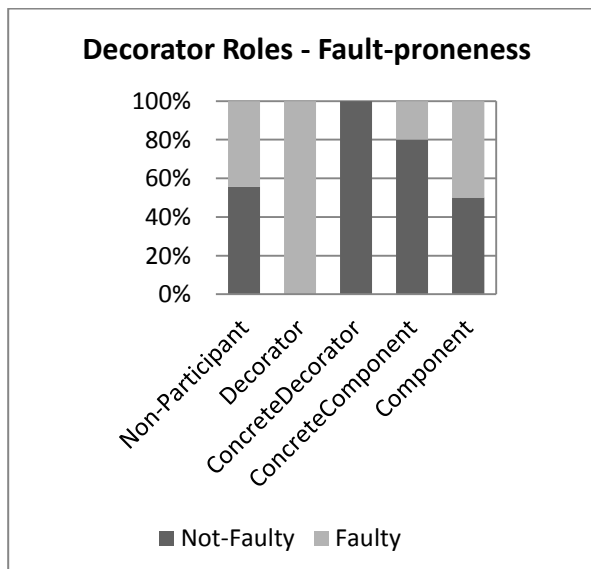 Decorator Roles - Fault-proneness
100%
80%
60%
40%
20%
0%
Non-Participant
Decorator
ConcreteDecorator
ConcreteComponent
Component
Not-Faulty
Faulty